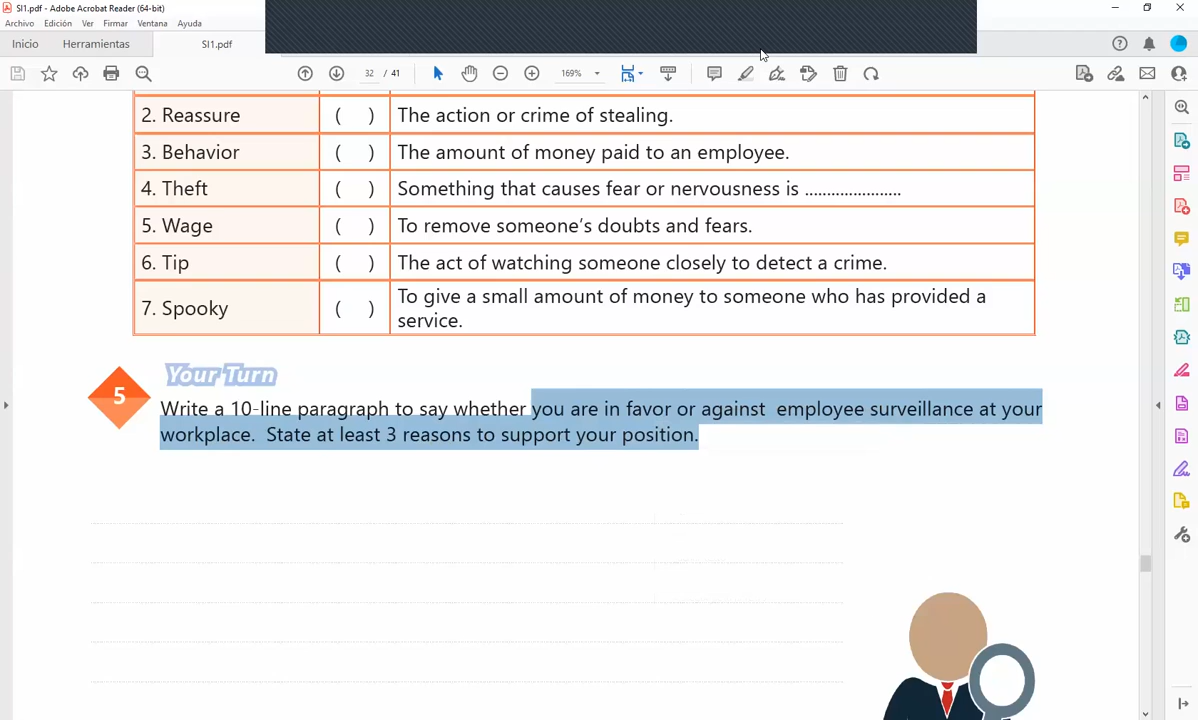 SI1.pdf - Adobe Acrobat Reader (64-bit)
Archivo Edición Ver Firmar Ventana Ayuda
Inicio Herramientas SI1.pdf
32 / 41 169%
2. Reassure ( ) The action or crime of stealing.
3. Behavior ( ) The amount of money paid to an employee.
4. Theft ( ) Something that causes fear or nervousness is ......................
5. Wage ( ) To remove someone's doubts and fears.
6. Tip ( ) The act of watching someone closely to detect a crime.
7. Spooky ( ) To give a small amount of money to someone who has provided a
service.
Your Turn
5
Write a 10-line paragraph to say whether you are in favor or against employee surveillance at your
workplace. State at least 3 reasons to support your position.